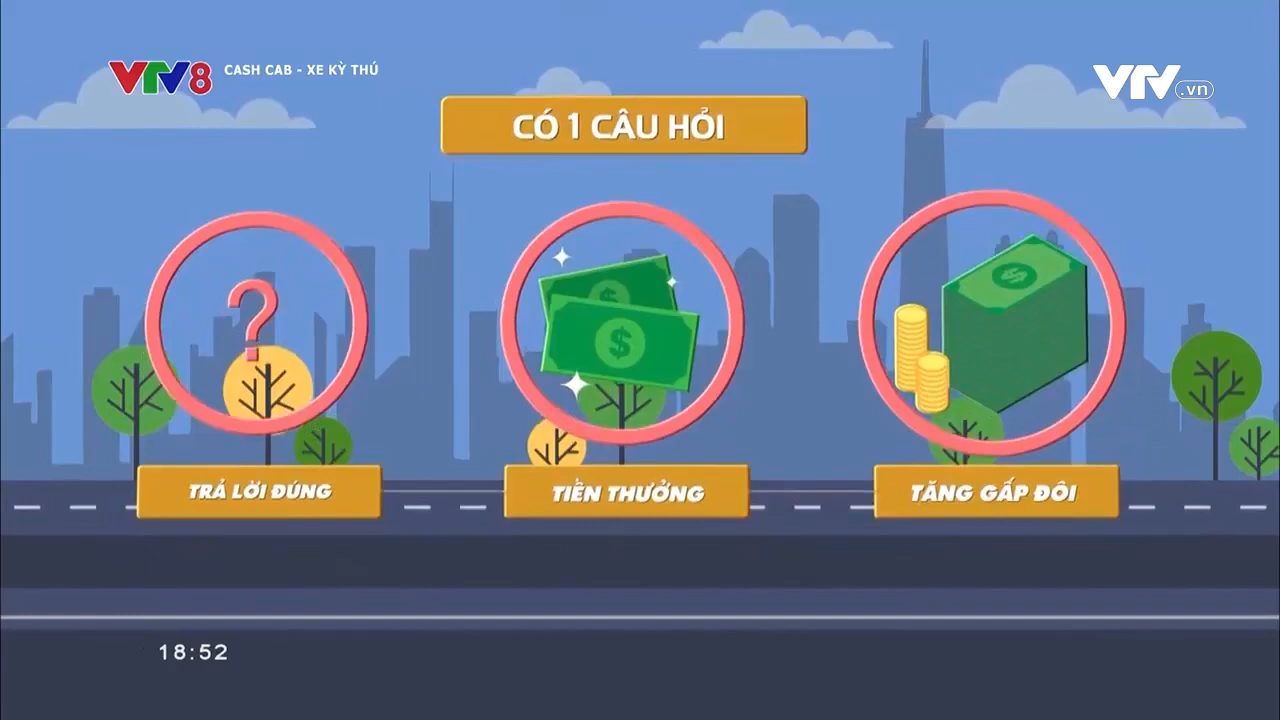 VTV8 CASH CAB - XE KỲ THÚ
VTV.vn
CÓ 1 CÂU HỎI
TRẢ LỜI ĐÚNG
TIỀN THƯỞNG
TĂNG GẤP ĐÔI
18:52